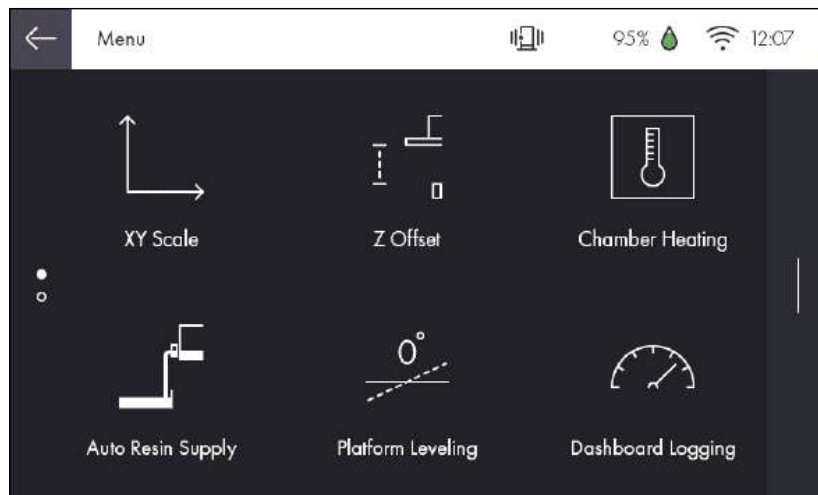 Menu 95% 12:07
XY Scale Z Offset Chamber Heating
0°
Auto Resin Supply Platform Leveling Dashboard Logging